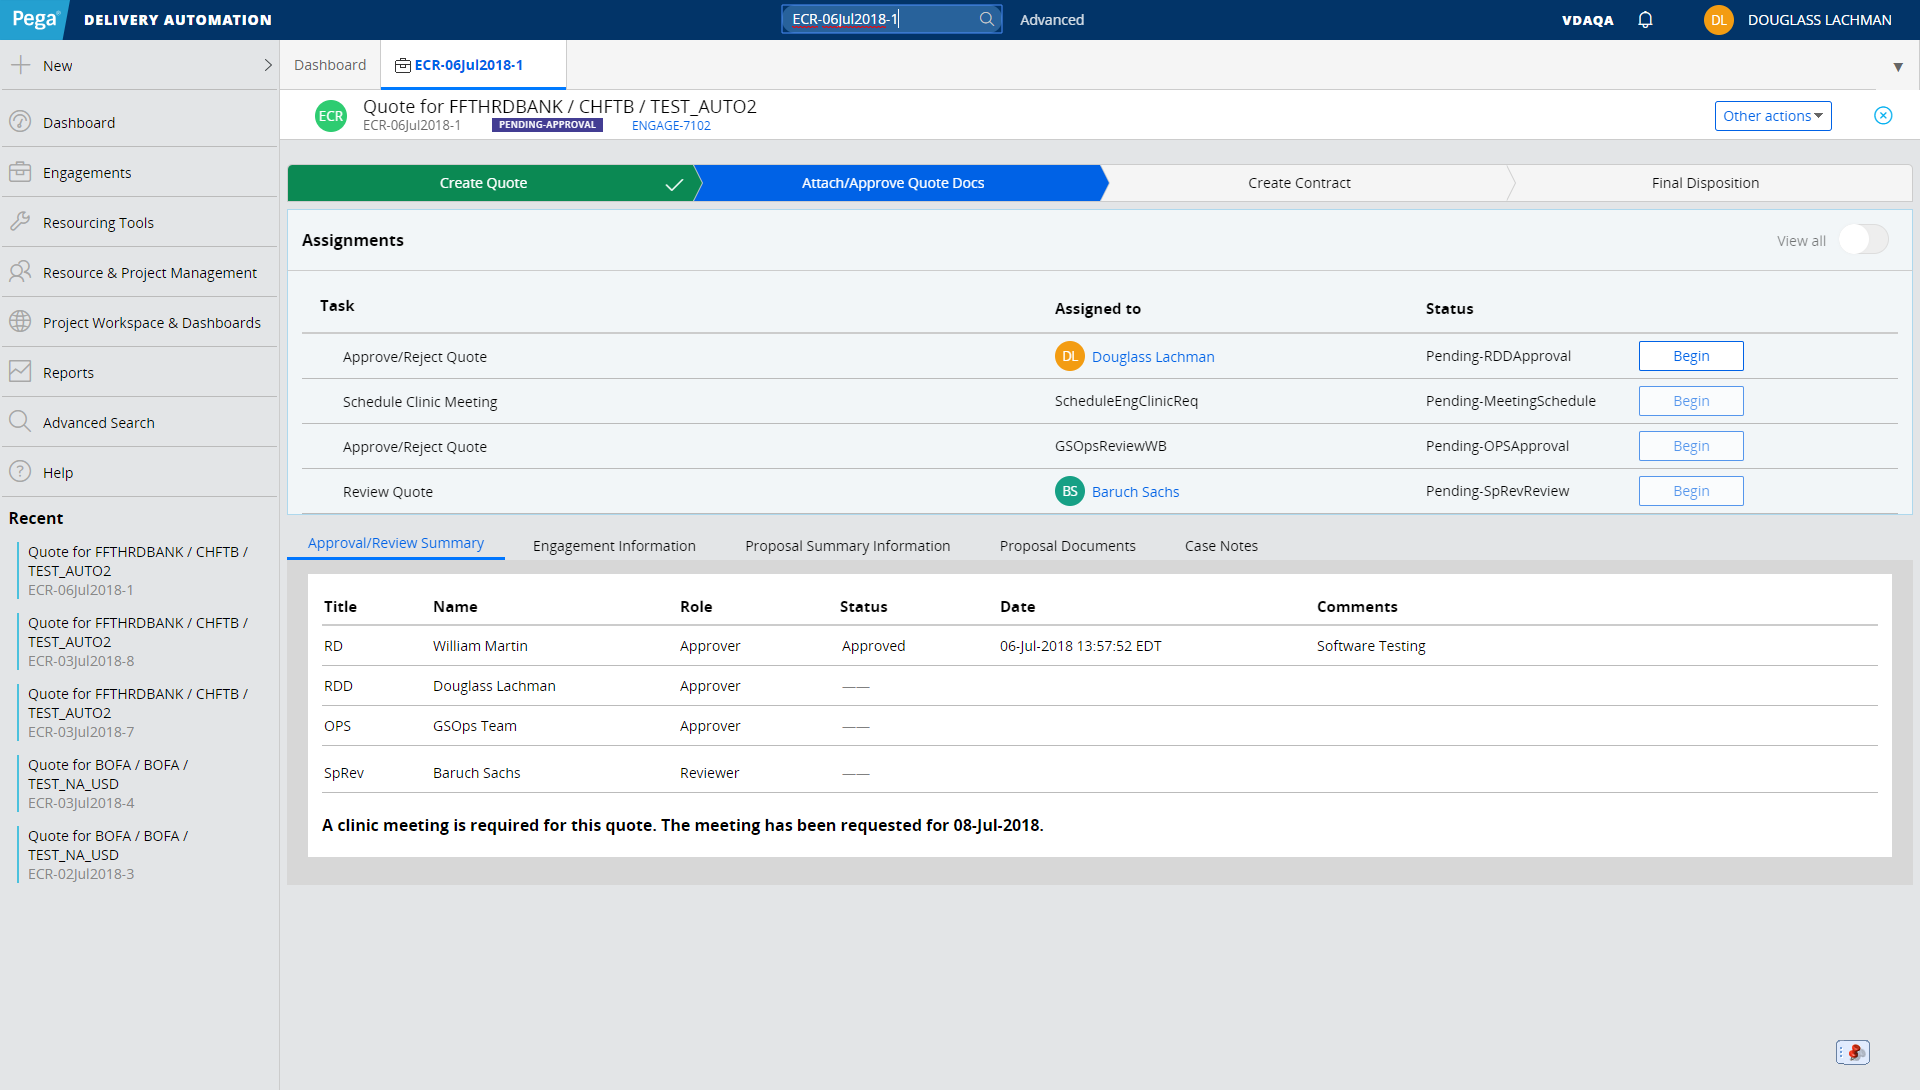 Pega DELIVERY AUTOMATION ECR-06Jul2018-1 Advanced VDAQA DL DOUGLASS LACHMAN
New
Dashboard
Engagements
Resourcing Tools
Resource & Project Management
Project Workspace & Dashboards
Reports
Advanced Search
Help
Recent
Quote for FFTHRDBANK / CHFTB /
TEST_AUTO2
ECR-06Jul2018-1
Quote for FFTHRDBANK / CHFTB /
TEST_AUTO2
ECR-03Jul2018-8
Quote for FFTHRDBANK / CHFTB /
TEST_AUTO2
ECR-03Jul2018-7
Quote for BOFA / BOFA /
TEST_NA_USD
ECR-03Jul2018-4
Quote for BOFA / BOFA /
TEST_NA_USD
ECR-02Jul2018-3
Dashboard ECR-06Jul2018-1
ECR Quote for FFTHRDBANK / CHFTB / TEST_AUTO2
ECR-06Jul2018-1 PENDING-APPROVAL ENGAGE-7102
Other actions
Create Quote Attach/Approve Quote Docs Create Contract Final Disposition
Assignments View all
Task Assigned to Status
Approve/Reject Quote DL Douglass Lachman Pending-RDDApproval Begin
Schedule Clinic Meeting ScheduleEngClinicReq Pending-MeetingSchedule Begin
Approve/Reject Quote GSOpsReviewWB Pending-OPSApproval Begin
Review Quote BS Baruch Sachs Pending-SpRevReview Begin
Approval/Review Summary Engagement Information Proposal Summary Information Proposal Documents Case Notes
Title Name Role Status Date Comments
RD William Martin Approver Approved 06-Jul-2018 13:57:52 EDT Software Testing
RDD Douglass Lachman Approver ——
OPS GSOps Team Approver ——
SpRev Baruch Sachs Reviewer ——
A clinic meeting is required for this quote. The meeting has been requested for 08-Jul-2018.